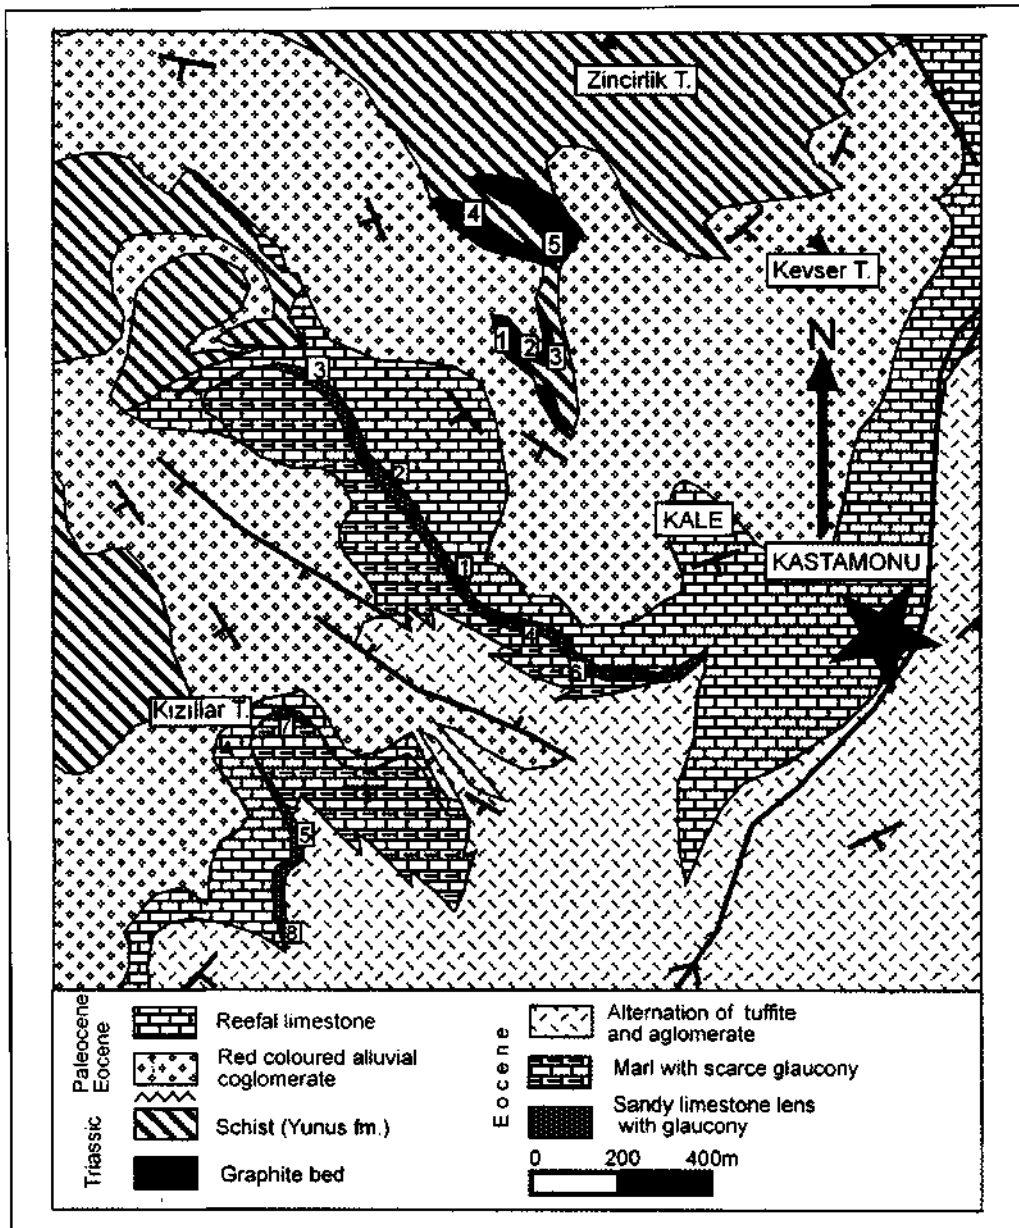 Zincirlik T.
4
5
Kevser T.
N
1
2
3
3
2
KALE
KASTAMONU
1
4
6
Kızıllar T.
7
5
8
Paleocene
Eocene
Reefal limestone
Red coloured alluvial
coglomerate
Triassic
Schist (Yunus fm.)
Graphite bed
Eocene
Alternation of tuffite
and aglomerate
Marl with scarce glaucony
Sandy limestone lens
with glaucony
0 200 400m